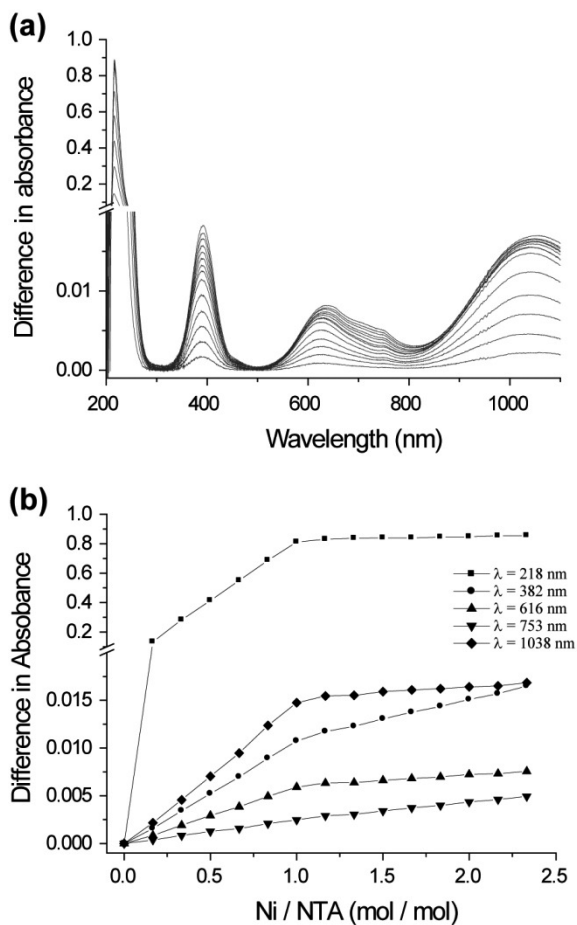 (a)
1.0
0.8
0.6
0.4
0.2
0.01
0.00
Difference in absorbance
200 400 600 800 1000
Wavelength (nm)
(b)
1.0
0.8
0.6
0.4
0.2
0.015
0.010
0.005
0.000
Difference in Absobance
λ = 218 nm
λ = 382 nm
λ = 616 nm
λ = 753 nm
λ = 1038 nm
0.0 0.5 1.0 1.5 2.0 2.5
Ni / NTA (mol / mol)